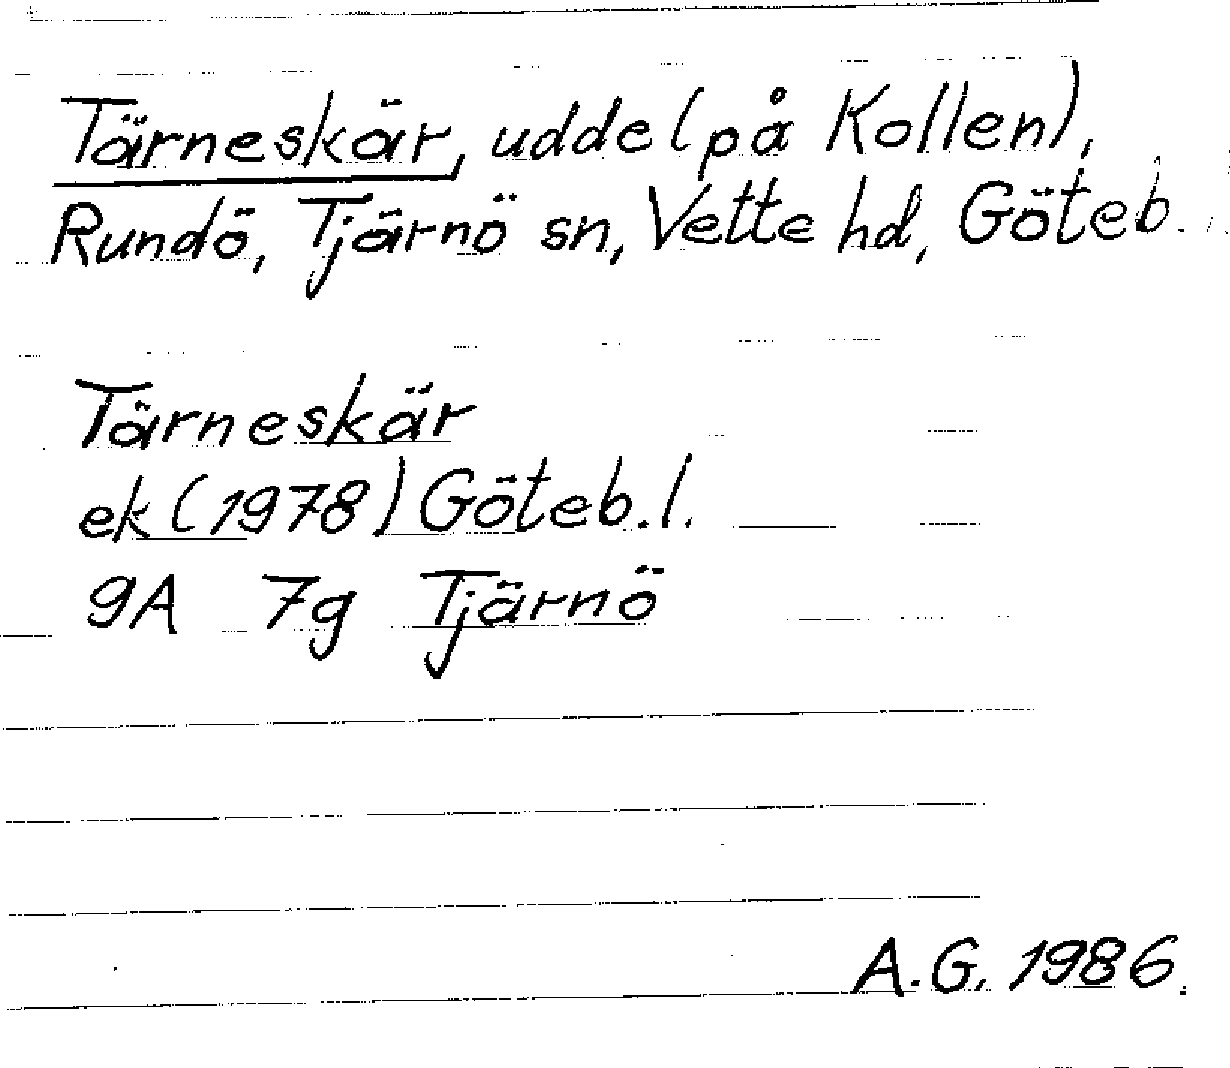 Tärneskär, udde (på Kollen),
Rundö, Tjärnö sn, Vette hd, Göteb.
Tärneskär
ek (1978) Göteb. l.
9A 7g Tjärnö
A.G. 1986.